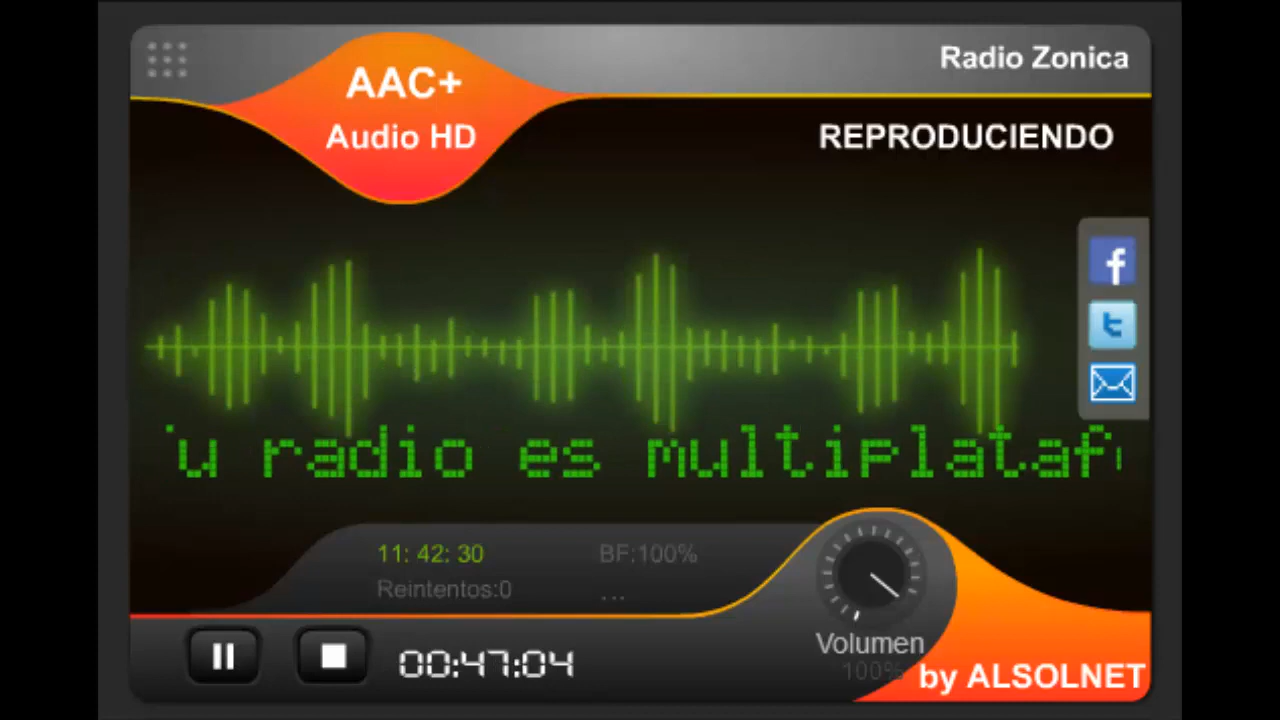 AAC+
Audio HD
Radio Zonica
REPRODUCIENDO
u radio es multiplataf
11: 42: 30
BF:100%
Reintentos:0
...
00:47:04
Volumen
100%
by ALSOLNET